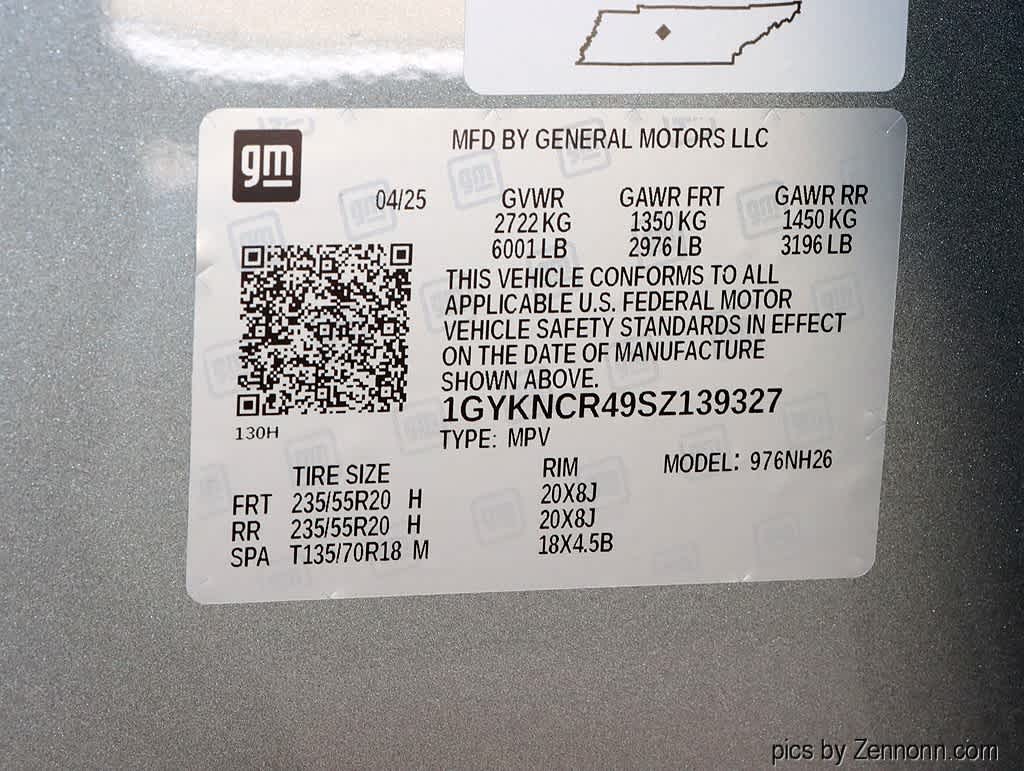 gm
MFD BY GENERAL MOTORS LLC
04/25 GVWR GAWR FRT GAWR RR
2722 KG 1350 KG 1450 KG
6001 LB 2976 LB 3196 LB
THIS VEHICLE CONFORMS TO ALL
APPLICABLE U.S. FEDERAL MOTOR
VEHICLE SAFETY STANDARDS IN EFFECT
ON THE DATE OF MANUFACTURE
SHOWN ABOVE.
1GYKNCR49SZ139327
130H
TYPE: MPV
TIRE SIZE RIM MODEL: 976NH26
FRT 235/55R20 H 20X8J
RR 235/55R20 H 20X8J
SPA T135/70R18 M 18X4.5B
pics by Zennonn.com